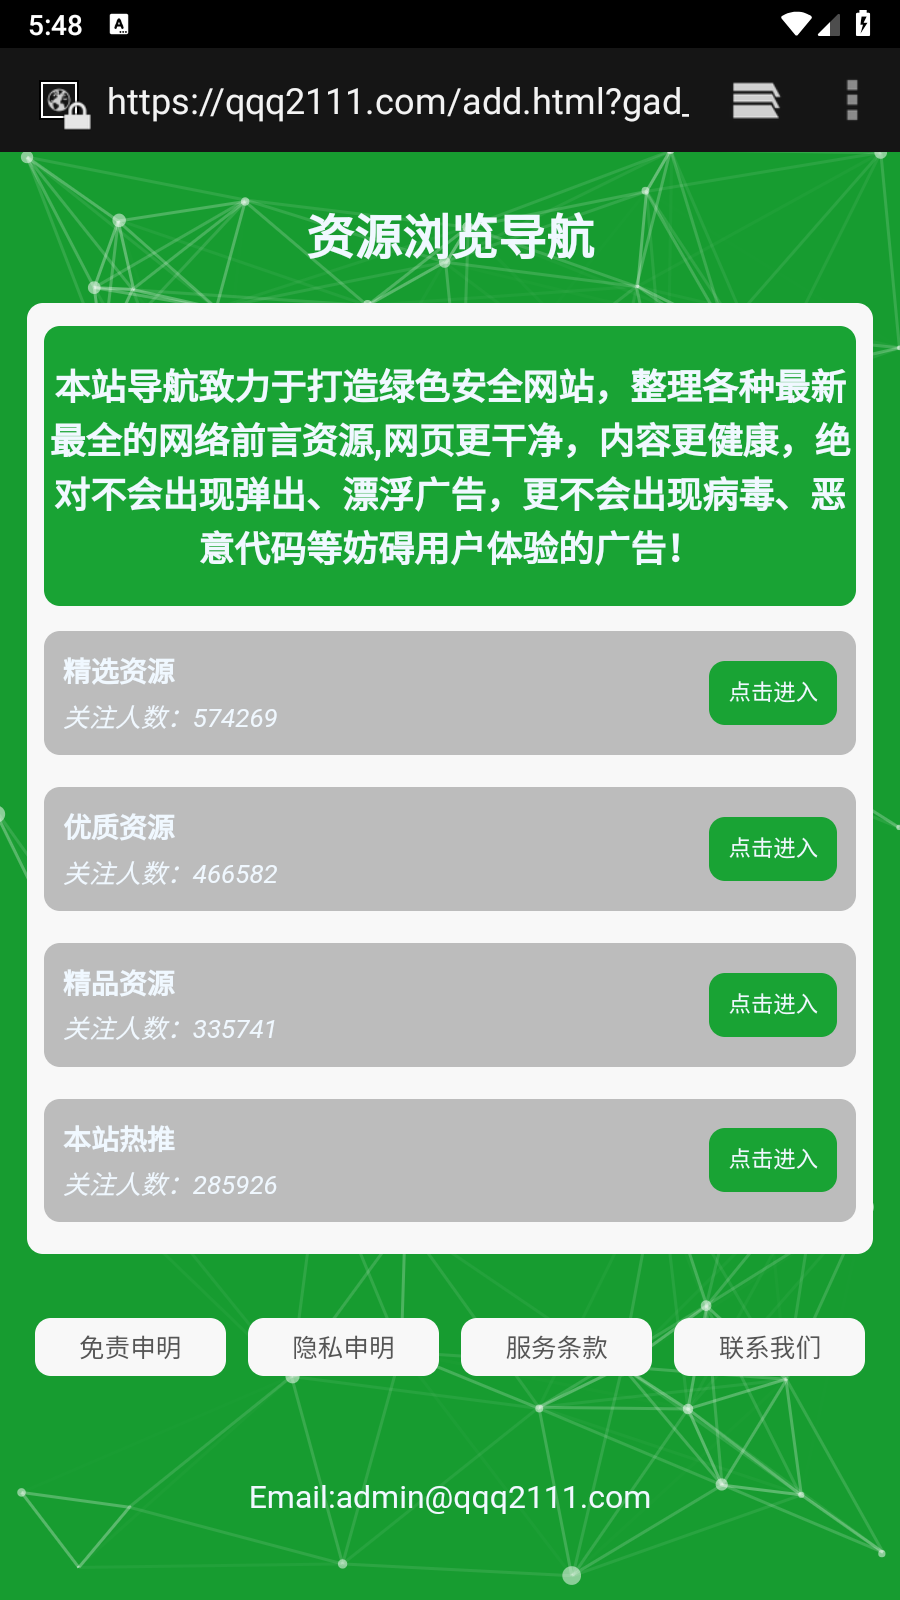 5:48
https://qqq2111.com/add.html?gad_
资源浏览导航
本站导航致力于打造绿色安全网站，整理各种最新
最全的网络前言资源,网页更干净，内容更健康，绝
对不会出现弹出、漂浮广告，更不会出现病毒、恶
意代码等妨碍用户体验的广告！
精选资源
关注人数：574269
点击进入
优质资源
关注人数：466582
点击进入
精品资源
关注人数：335741
点击进入
本站热推
关注人数：285926
点击进入
免责申明
隐私申明
服务条款
联系我们
Email:admin@qqq2111.com